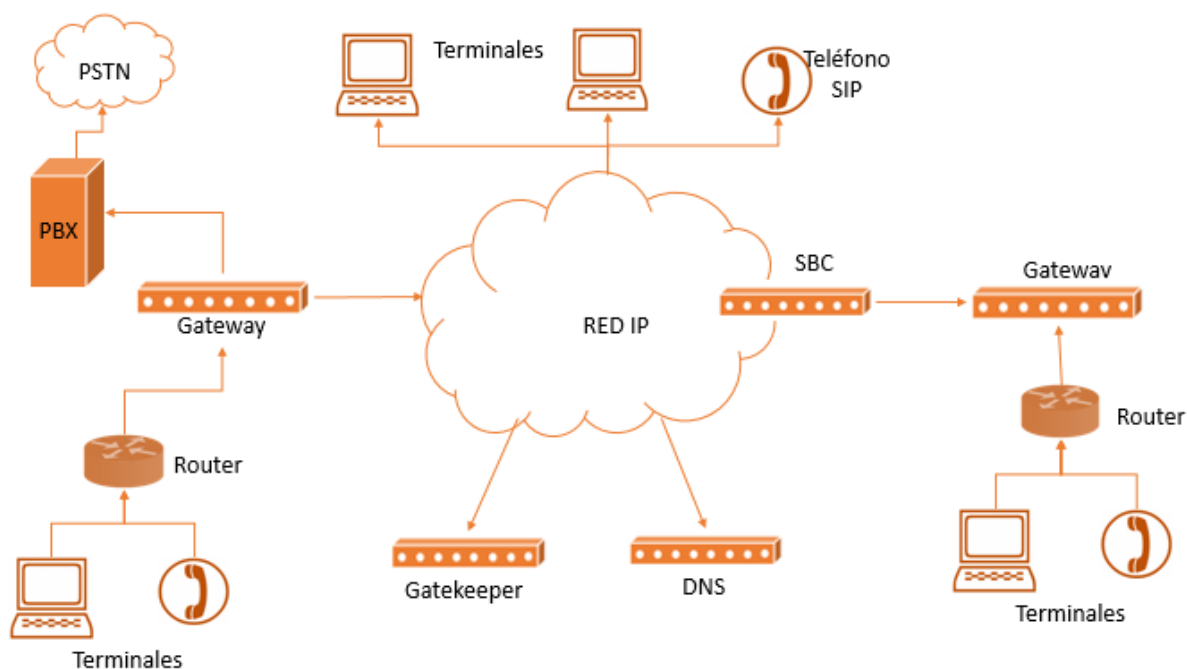 Terminales
Teléfono
SIP
PSTN
PBX
SBC
Gatewav
Gateway
RED IP
Router
Router
Gatekeeper
DNS
Terminales
Terminales